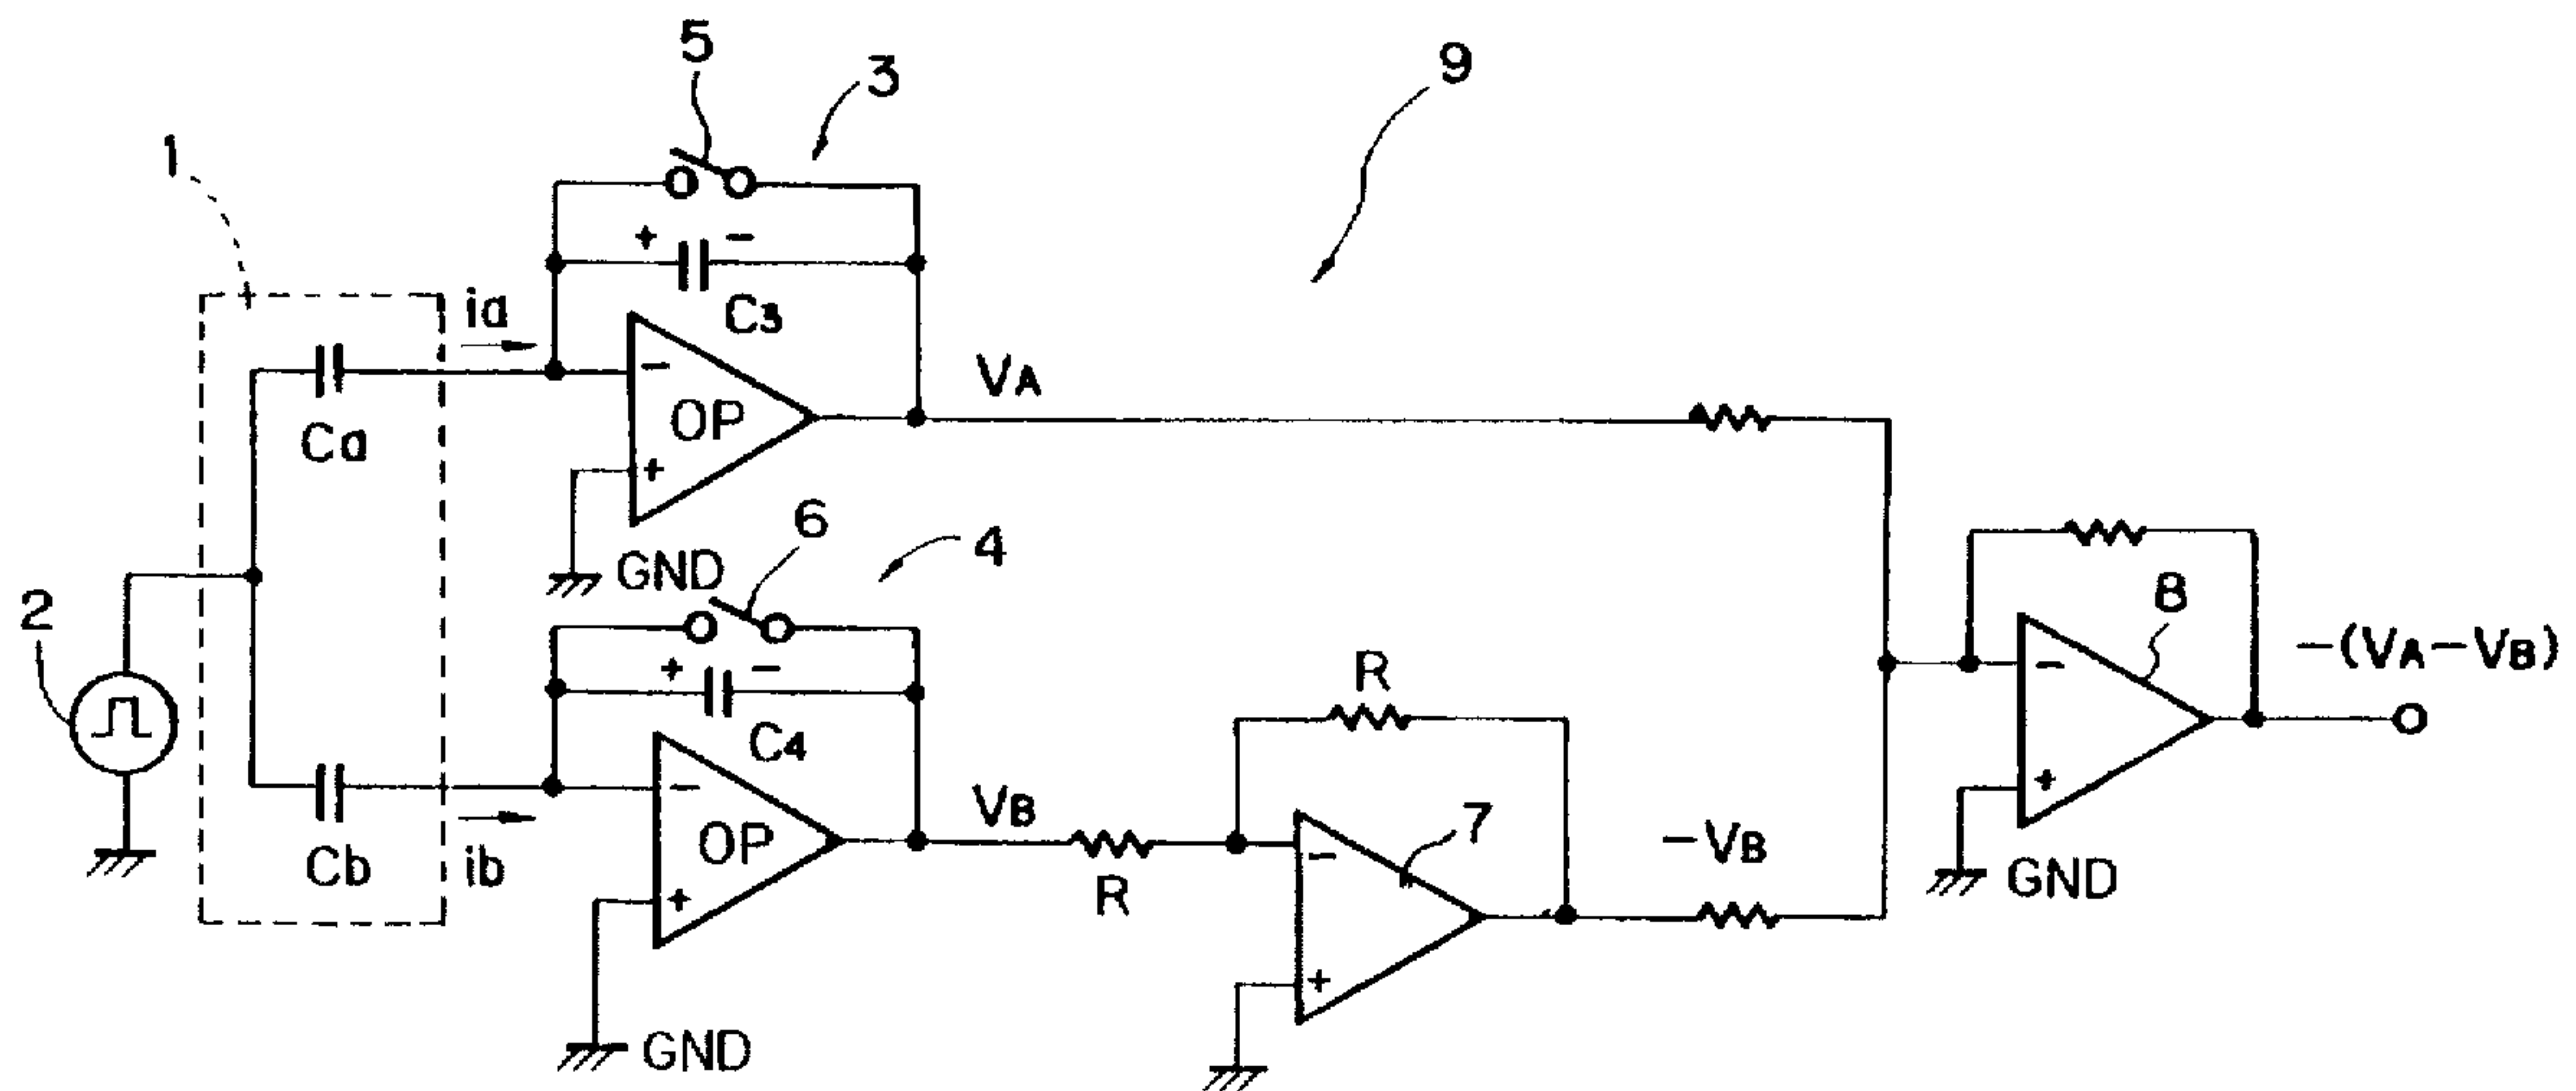 5
3
9
1
+ -
ia
C3
-
VA
OP
Ca
+
6
4
GND
2
8
-(VA-VB)
-
R
+ -
C4
-
+
VB
7
-VB
OP
Cb
ib
-
GND
R
+
+
GND